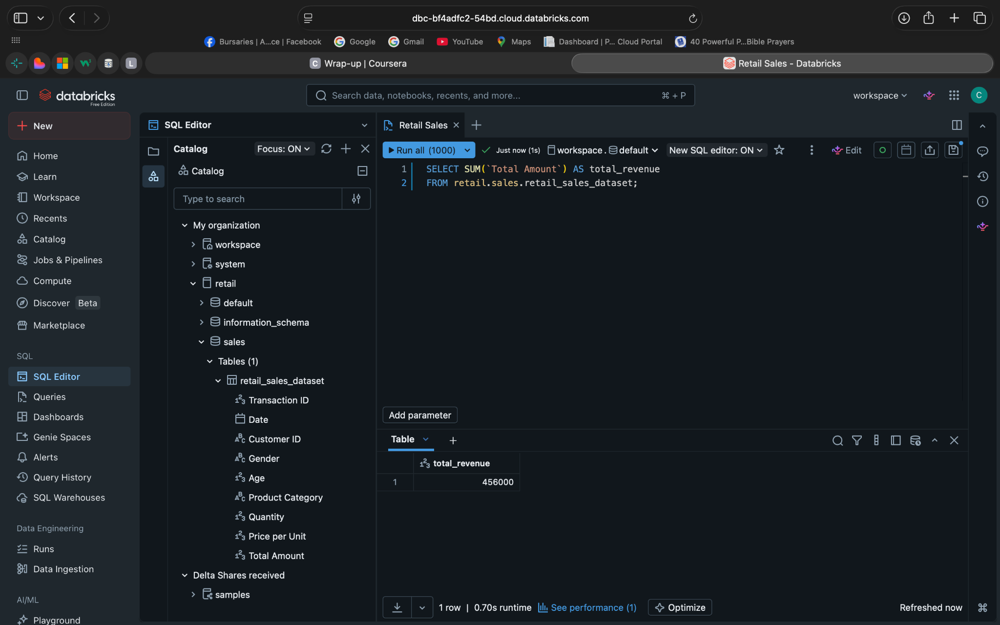 dbc-bf4adfc2-54bd.cloud.databricks.com
Bursaries | A...ce | Facebook
Google
Gmail
YouTube
Maps
Dashboard | P... Cloud Portal
40 Powerful P...Bible Prayers
L
C Wrap-up | Coursera
Retail Sales - Databricks
databricks
Free Edition
Search data, notebooks, recents, and more...
⌘ + P
workspace
C
New
Home
Learn
Workspace
Recents
Catalog
Jobs & Pipelines
Compute
Discover Beta
Marketplace
SQL
SQL Editor
Queries
Dashboards
Genie Spaces
Alerts
Query History
SQL Warehouses
Data Engineering
Runs
Data Ingestion
AI/ML
Playground
SQL Editor
Catalog
Focus: ON
Catalog
Type to search
My organization
workspace
system
retail
default
information_schema
sales
Tables (1)
retail_sales_dataset
Transaction ID
Date
Customer ID
Gender
Age
Product Category
Quantity
Price per Unit
Total Amount
Delta Shares received
samples
Retail Sales
Run all (1000)
Just now (1s)
workspace . default
New SQL editor: ON
Edit
1 SELECT SUM(`Total Amount`) AS total_revenue
2 FROM retail.sales.retail_sales_dataset;
Add parameter
Table
total_revenue
1 456000
1 row | 0.70s runtime
See performance (1)
Optimize
Refreshed now